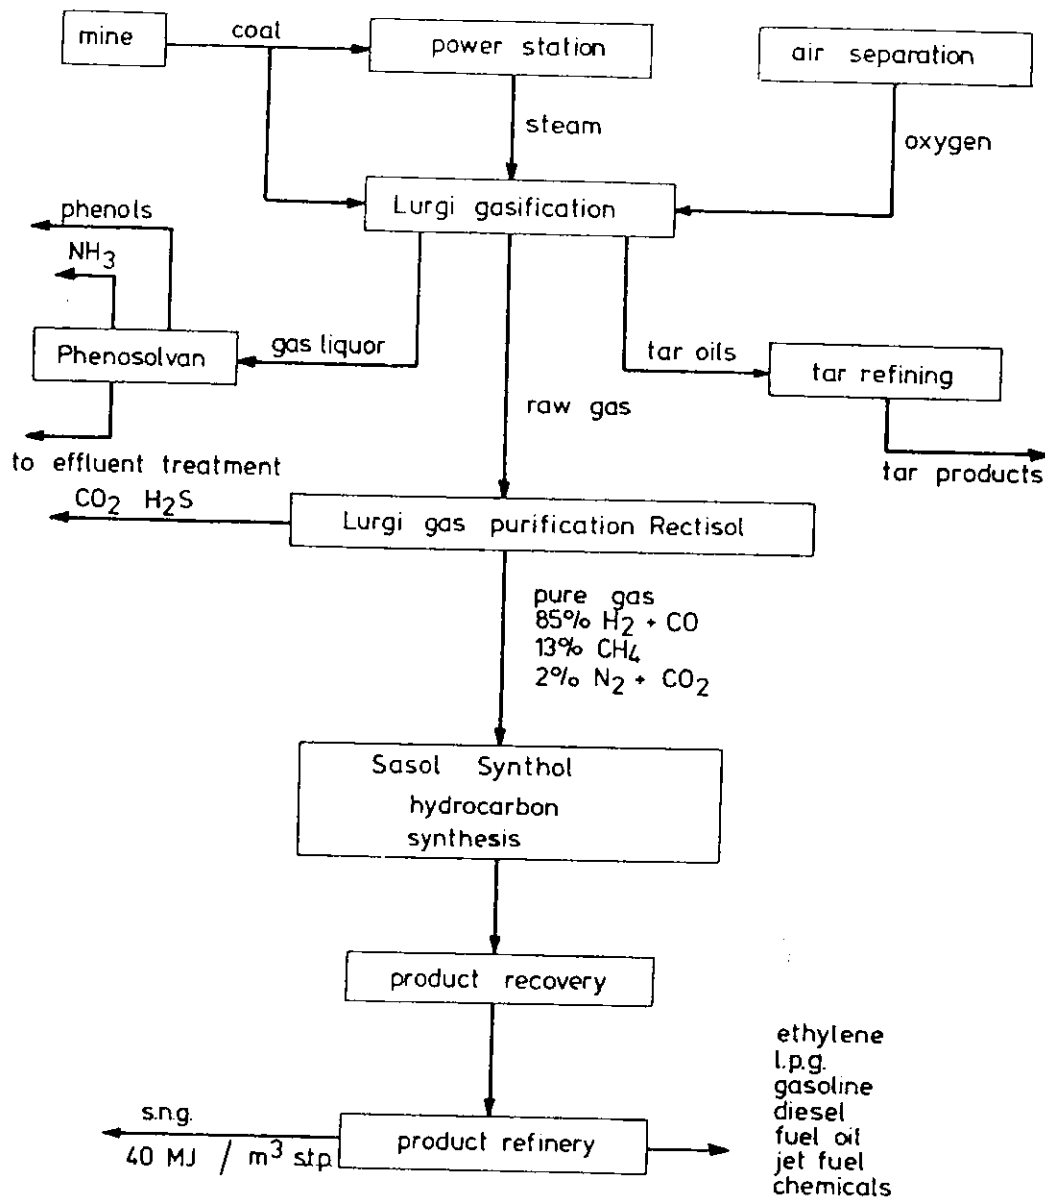 mine
coal
power station
air separation
steam
oxygen
Lurgi gasification
phenols
NH3
Phenosolvan
gas liquor
tar oils
tar refining
raw gas
to effluent treatment
tar products
CO2 H2S
Lurgi gas purification Rectisol
pure gas
85% H2 + CO
13% CH4
2% N2 + CO2
Sasol Synthol
hydrocarbon
synthesis
product recovery
ethylene
l.p.g.
gasoline
diesel
fuel oil
jet fuel
chemicals
s.n.g.
40 MJ / m3 s.t.p.
product refinery